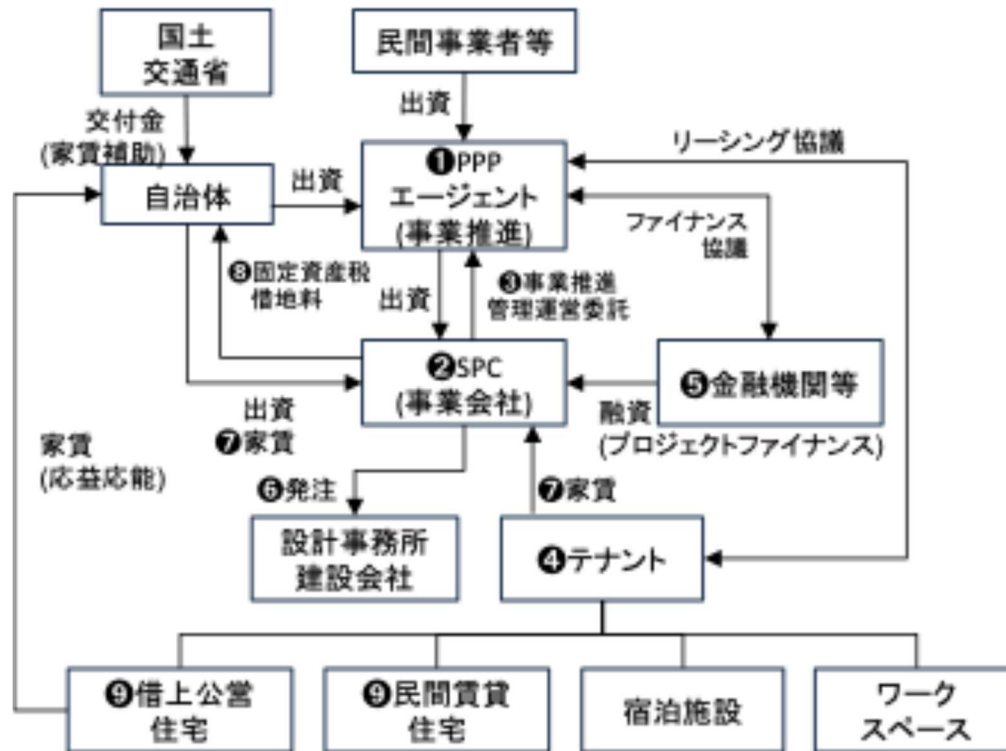 国土
交通省
民間事業者等
交付金
(家賃補助)
出資
リーシング協議
❶PPP
エージェント
(事業推進)
自治体
出資
ファイナンス
協議
❽固定資産税
借地料
出資
❸事業推進
管理運営委託
❷SPC
(事業会社)
❺金融機関等
出資
❼家賃
融資
(プロジェクトファイナンス)
家賃
(応益応能)
❻発注
❼家賃
設計事務所
建設会社
❹テナント
❾借上公営
住宅
❾民間賃貸
住宅
宿泊施設
ワーク
スペース